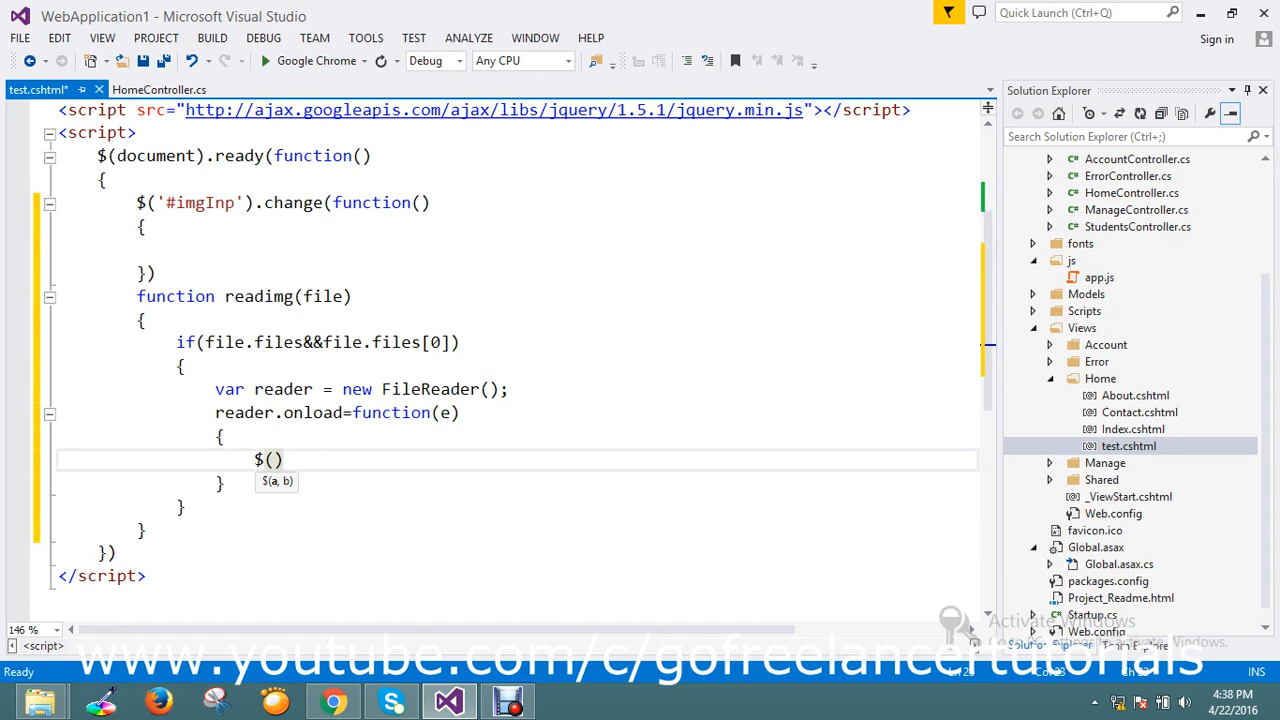 WebApplication1 - Microsoft Visual Studio
Quick Launch (Ctrl+Q)
FILE EDIT VIEW PROJECT BUILD DEBUG TEAM TOOLS TEST ANALYZE WINDOW HELP
Sign in
Google Chrome Debug Any CPU
test.cshtml* HomeController.cs
<script src="http://ajax.googleapis.com/ajax/libs/jquery/1.5.1/jquery.min.js"></script>
<script>
$(document).ready(function()
{
$('#imgInp').change(function()
{
})
function readimg(file)
{
if(file.files&&file.files[0])
{
var reader = new FileReader();
reader.onload=function(e)
{
$()
$(a, b)
}
}
}
})
</script>
146 %
<script>
Solution Explorer
Search Solution Explorer (Ctrl+;)
AccountController.cs
ErrorController.cs
HomeController.cs
ManageController.cs
StudentsController.cs
fonts
js
app.js
Models
Scripts
Views
Account
Error
Home
About.cshtml
Contact.cshtml
Index.cshtml
test.cshtml
Manage
Shared
_ViewStart.cshtml
Web.config
favicon.ico
Global.asax
Global.asax.cs
packages.config
Project_Readme.html
Startup.cs
Web.config
Activate Windows
Solution Explorer
www.youtube.com/c/gofreelancertutorials
Ready
INS
4:38 PM
4/22/2016